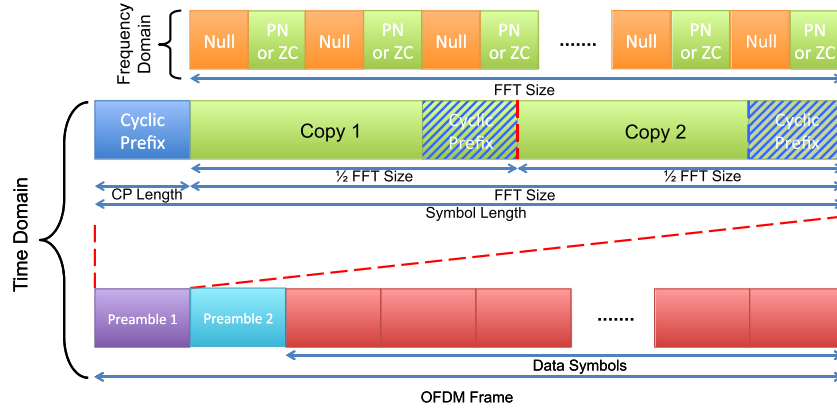 Frequency
Domain
Null
PN
or ZC
Null
PN
or ZC
Null
PN
or ZC
........
Null
PN
or ZC
Null
PN
or ZC
FFT Size
Time Domain
Cyclic
Prefix
Copy 1
Cyclic
Prefix
Copy 2
Cyclic
Prefix
½ FFT Size
½ FFT Size
CP Length
FFT Size
Symbol Length
Preamble 1
Preamble 2
........
Data Symbols
OFDM Frame